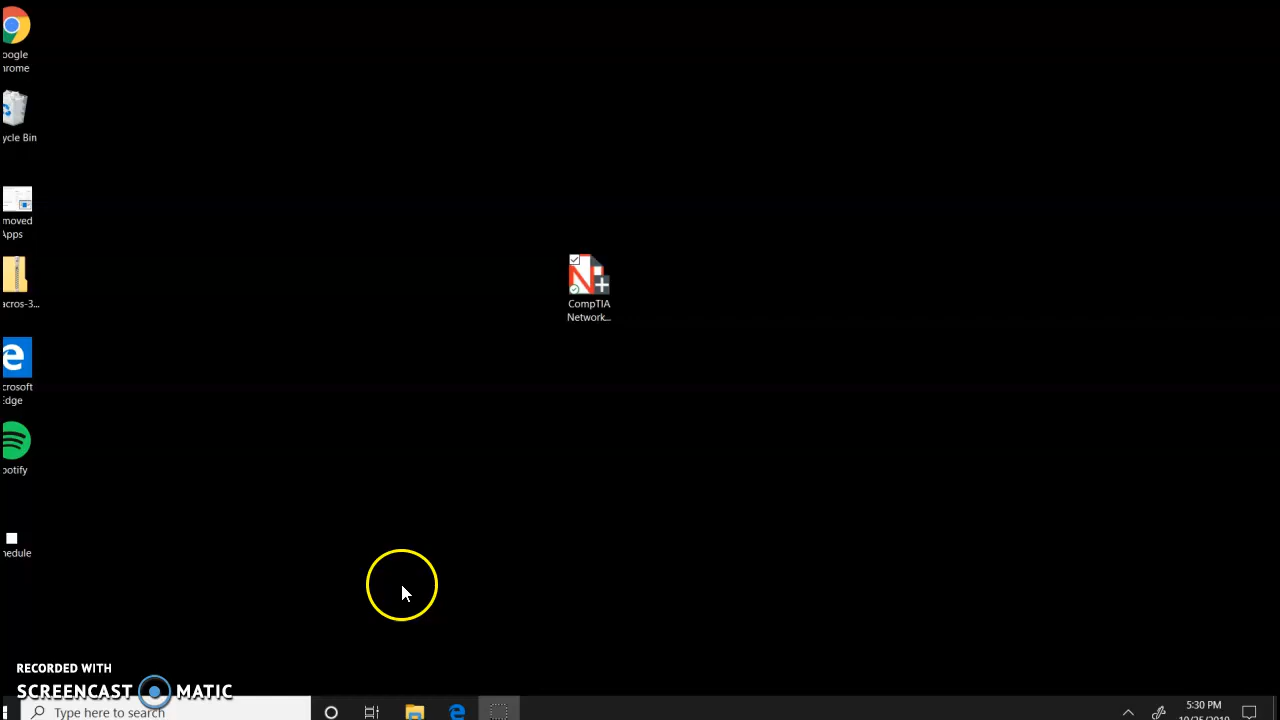 oogle
hrome
ycle Bin
moved
Apps
acros-3...
crosoft
Edge
potify
hedule
CompTIA
Network...
RECORDED WITH
SCREENCAST MATIC
Type here to search
5:30 PM